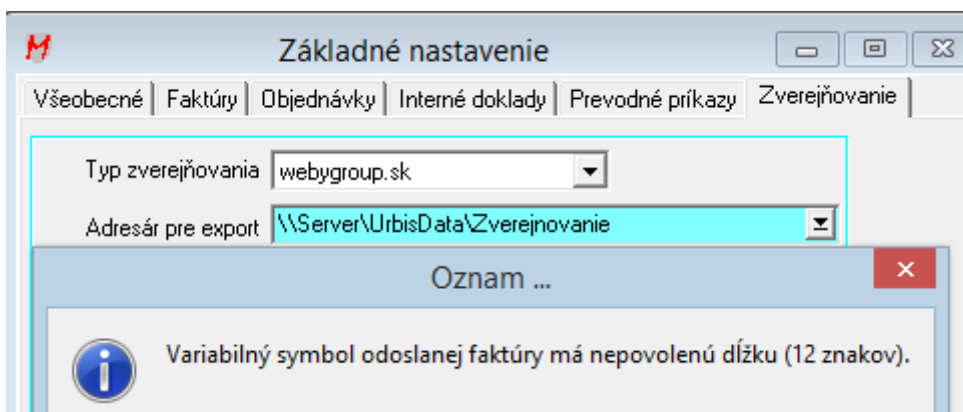 Základné nastavenie
Všeobecné Faktúry Objednávky Interné doklady Prevodné príkazy Zverejňovanie
Typ zverejňovania webygroup.sk
Adresár pre export \\Server\UrbisData\Zverejnovanie
Oznam ...
Variabilný symbol odoslanej faktúry má nepovolenú dĺžku (12 znakov).